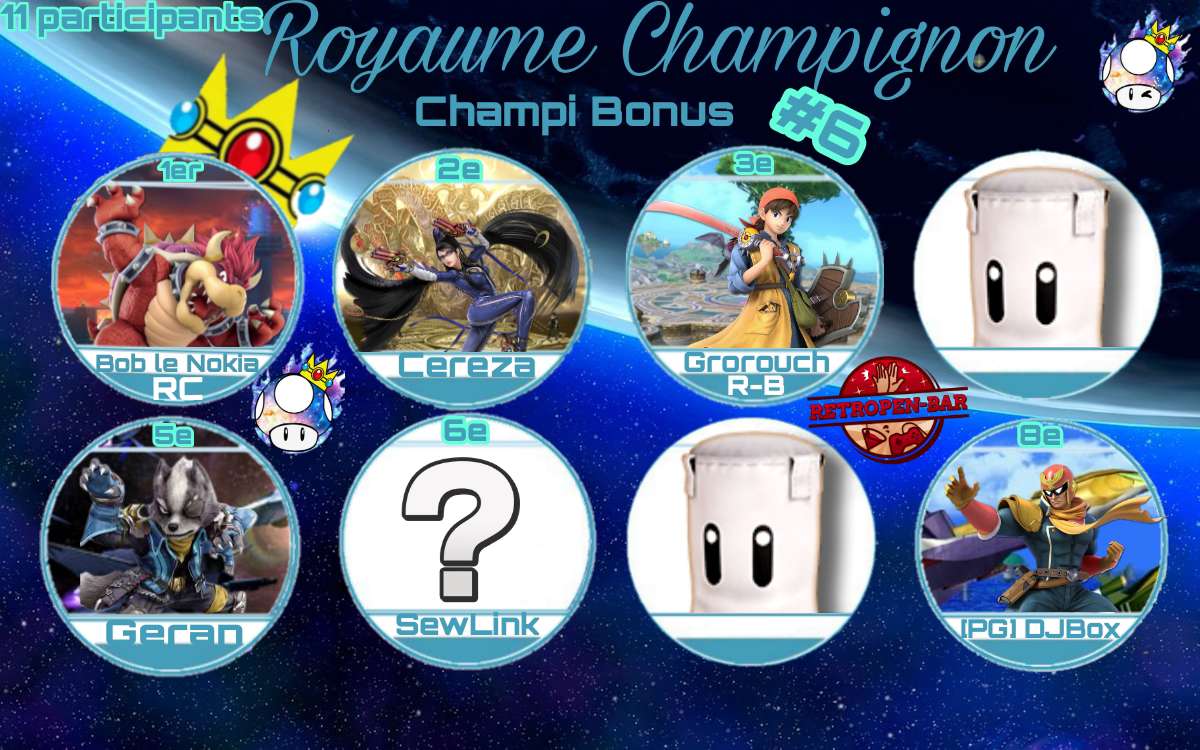 11 participants
Royaume Champignon
Champi Bonus
#6
1er
2e
3e
Bob le Nokia
RC
Cereza
Grorouch
R-B
RETROPEN-BAR
5e
6e
8e
Geran
SewLink
[PG] DJBox